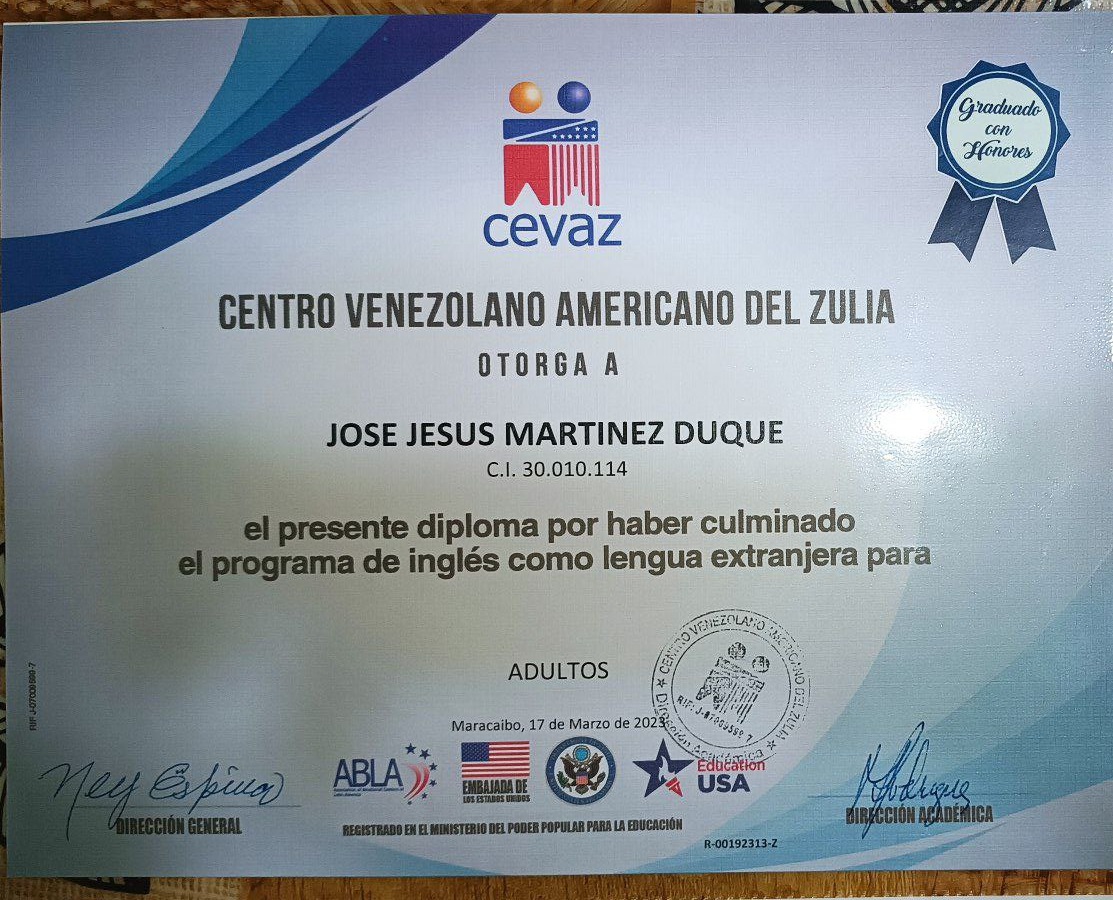 Graduado
con
Honores
cevaz
CENTRO VENEZOLANO AMERICANO DEL ZULIA
OTORGA A
JOSE JESUS MARTINEZ DUQUE
C.I. 30.010.114
el presente diploma por haber culminado
el programa de inglés como lengua extranjera para
ADULTOS
CENTRO VENEZOLANO AMERICANO DEL ZULIA
RIF: J-07009599-7
Dirección Académica
RIF J-07009599-7
Maracaibo, 17 de Marzo de 2023
Ney Espina
DIRECCIÓN GENERAL
ABLA
EMBAJADA DE
LOS ESTADOS UNIDOS
Education
USA
DIRECCIÓN ACADÉMICA
REGISTRADO EN EL MINISTERIO DEL PODER POPULAR PARA LA EDUCACIÓN
R-00192313-Z